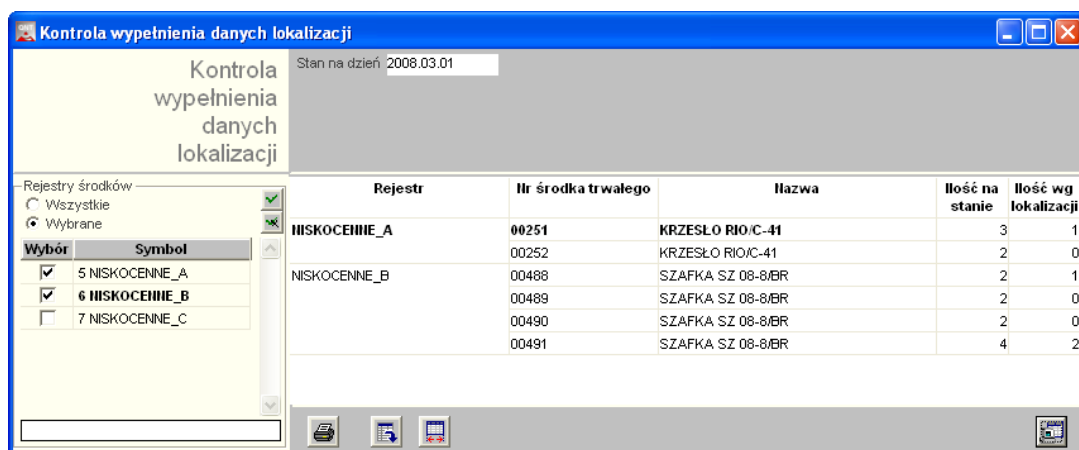 Kontrola wypełnienia danych lokalizacji
Kontrola
wypełnienia
danych
lokalizacji
Stan na dzień 2008.03.01
Rejestry środków
Wszystkie
Wybrane
Wybór Symbol
5 NISKOCENNE_A
6 NISKOCENNE_B
7 NISKOCENNE_C
Rejestr Nr środka trwałego Nazwa Ilość na stanie Ilość wg lokalizacji
NISKOCENNE_A 00251 KRZESŁO RIO/C-41 3 1
00252 KRZESŁO RIO/C-41 2 0
NISKOCENNE_B 00488 SZAFKA SZ 08-8/BR 2 1
00489 SZAFKA SZ 08-8/BR 2 0
00490 SZAFKA SZ 08-8/BR 2 0
00491 SZAFKA SZ 08-8/BR 4 2